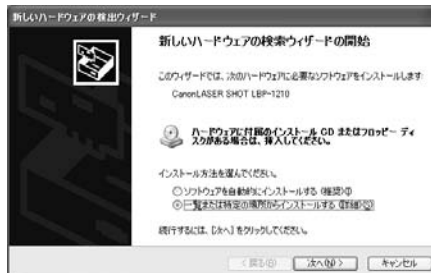 新しいハードウェアの検出ウィザード
新しいハードウェアの検索ウィザードの開始
このウィザードでは、次のハードウェアに必要なソフトウェアをインストールします:
CanonLASER SHOT LBP-1210
ハードウェアに付属のインストール CD またはフロッピー ディ
スクがある場合は、挿入してください。
インストール方法を選んでください。
ソフトウェアを自動的にインストールする (推奨)(I)
一覧または特定の場所からインストールする (詳細)(S)
続行するには、[次へ] をクリックしてください。
< 戻る(B) 次へ(N) > キャンセル